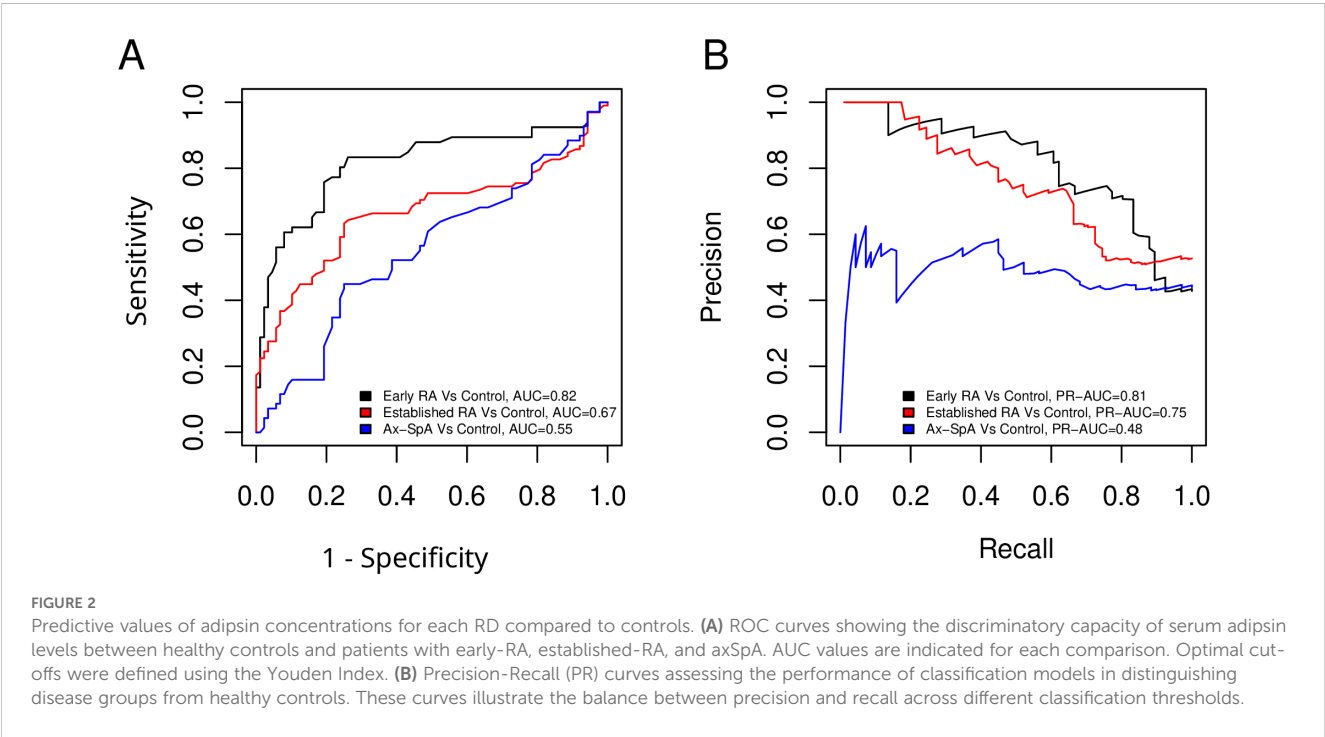 A
B
Sensitivity
0.0 0.2 0.4 0.6 0.8 1.0
Early RA Vs Control, AUC=0.82
Established RA Vs Control, AUC=0.67
Ax−SpA Vs Control, AUC=0.55
0.0 0.2 0.4 0.6 0.8 1.0
1 - Specificity
Precision
0.0 0.2 0.4 0.6 0.8 1.0
Early RA Vs Control, PR−AUC=0.81
Established RA Vs Control, PR−AUC=0.75
Ax−SpA Vs Control, PR−AUC=0.48
0.0 0.2 0.4 0.6 0.8 1.0
Recall
FIGURE 2
Predictive values of adipsin concentrations for each RD compared to controls. (A) ROC curves showing the discriminatory capacity of serum adipsin
levels between healthy controls and patients with early-RA, established-RA, and axSpA. AUC values are indicated for each comparison. Optimal cut-
offs were defined using the Youden Index. (B) Precision-Recall (PR) curves assessing the performance of classification models in distinguishing
disease groups from healthy controls. These curves illustrate the balance between precision and recall across different classification thresholds.